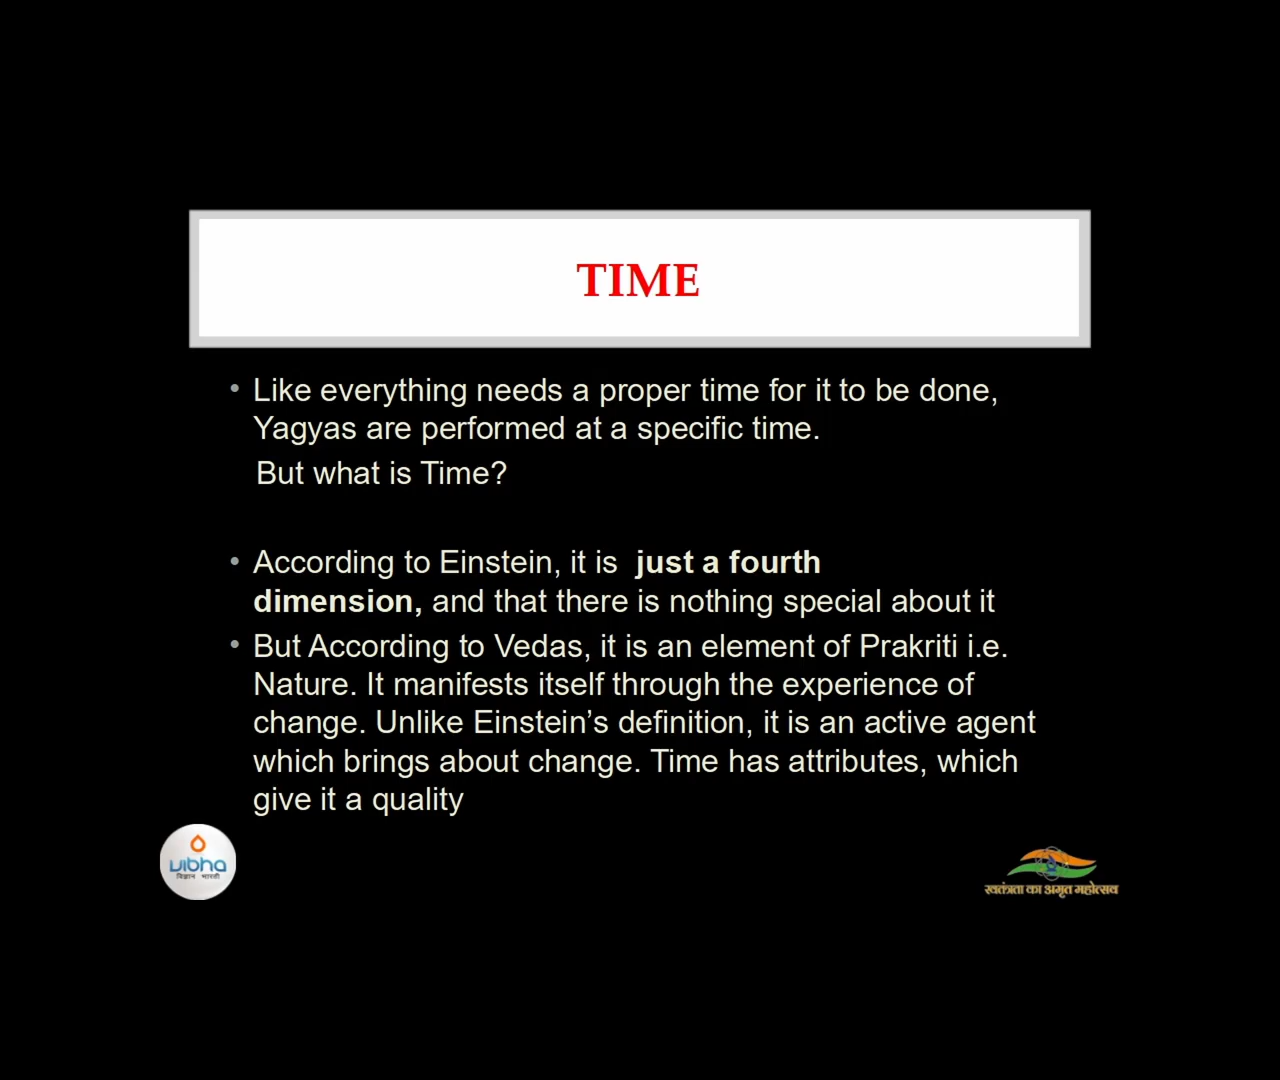 TIME
• Like everything needs a proper time for it to be done,
Yagyas are performed at a specific time.
But what is Time?
• According to Einstein, it is just a fourth
dimension, and that there is nothing special about it
• But According to Vedas, it is an element of Prakriti i.e.
Nature. It manifests itself through the experience of
change. Unlike Einstein’s definition, it is an active agent
which brings about change. Time has attributes, which
give it a quality
vibha
विज्ञान भारती
स्वतंत्रता का अमृत महोत्सव